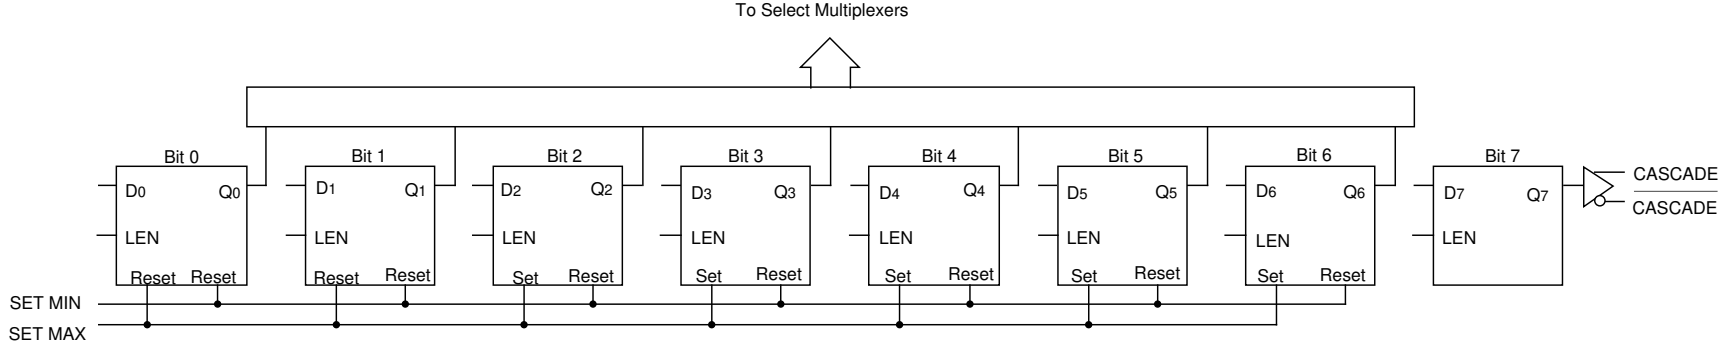 To Select Multiplexers
Bit 0 Bit 1 Bit 2 Bit 3 Bit 4 Bit 5 Bit 6 Bit 7
D0 Q0 D1 Q1 D2 Q2 D3 Q3 D4 Q4 D5 Q5 D6 Q6 D7 Q7 CASCADE
CASCADE
LEN LEN LEN LEN LEN LEN LEN LEN
Reset Reset Reset Reset Set Reset Set Reset Set Reset Set Reset Set Reset
SET MIN
SET MAX